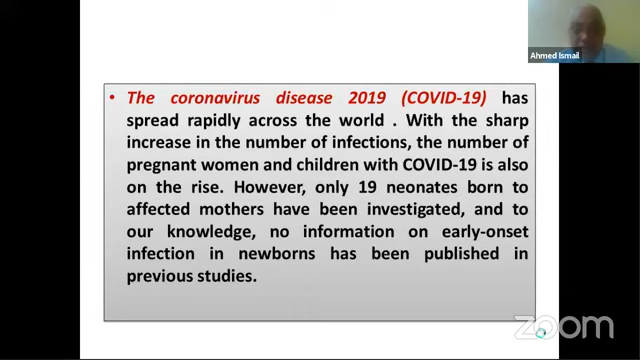 Ahmed Ismail
• The coronavirus disease 2019 (COVID-19) has
spread rapidly across the world . With the sharp
increase in the number of infections, the number of
pregnant women and children with COVID-19 is also
on the rise. However, only 19 neonates born to
affected mothers have been investigated, and to
our knowledge, no information on early-onset
infection in newborns has been published in
previous studies.
zoom